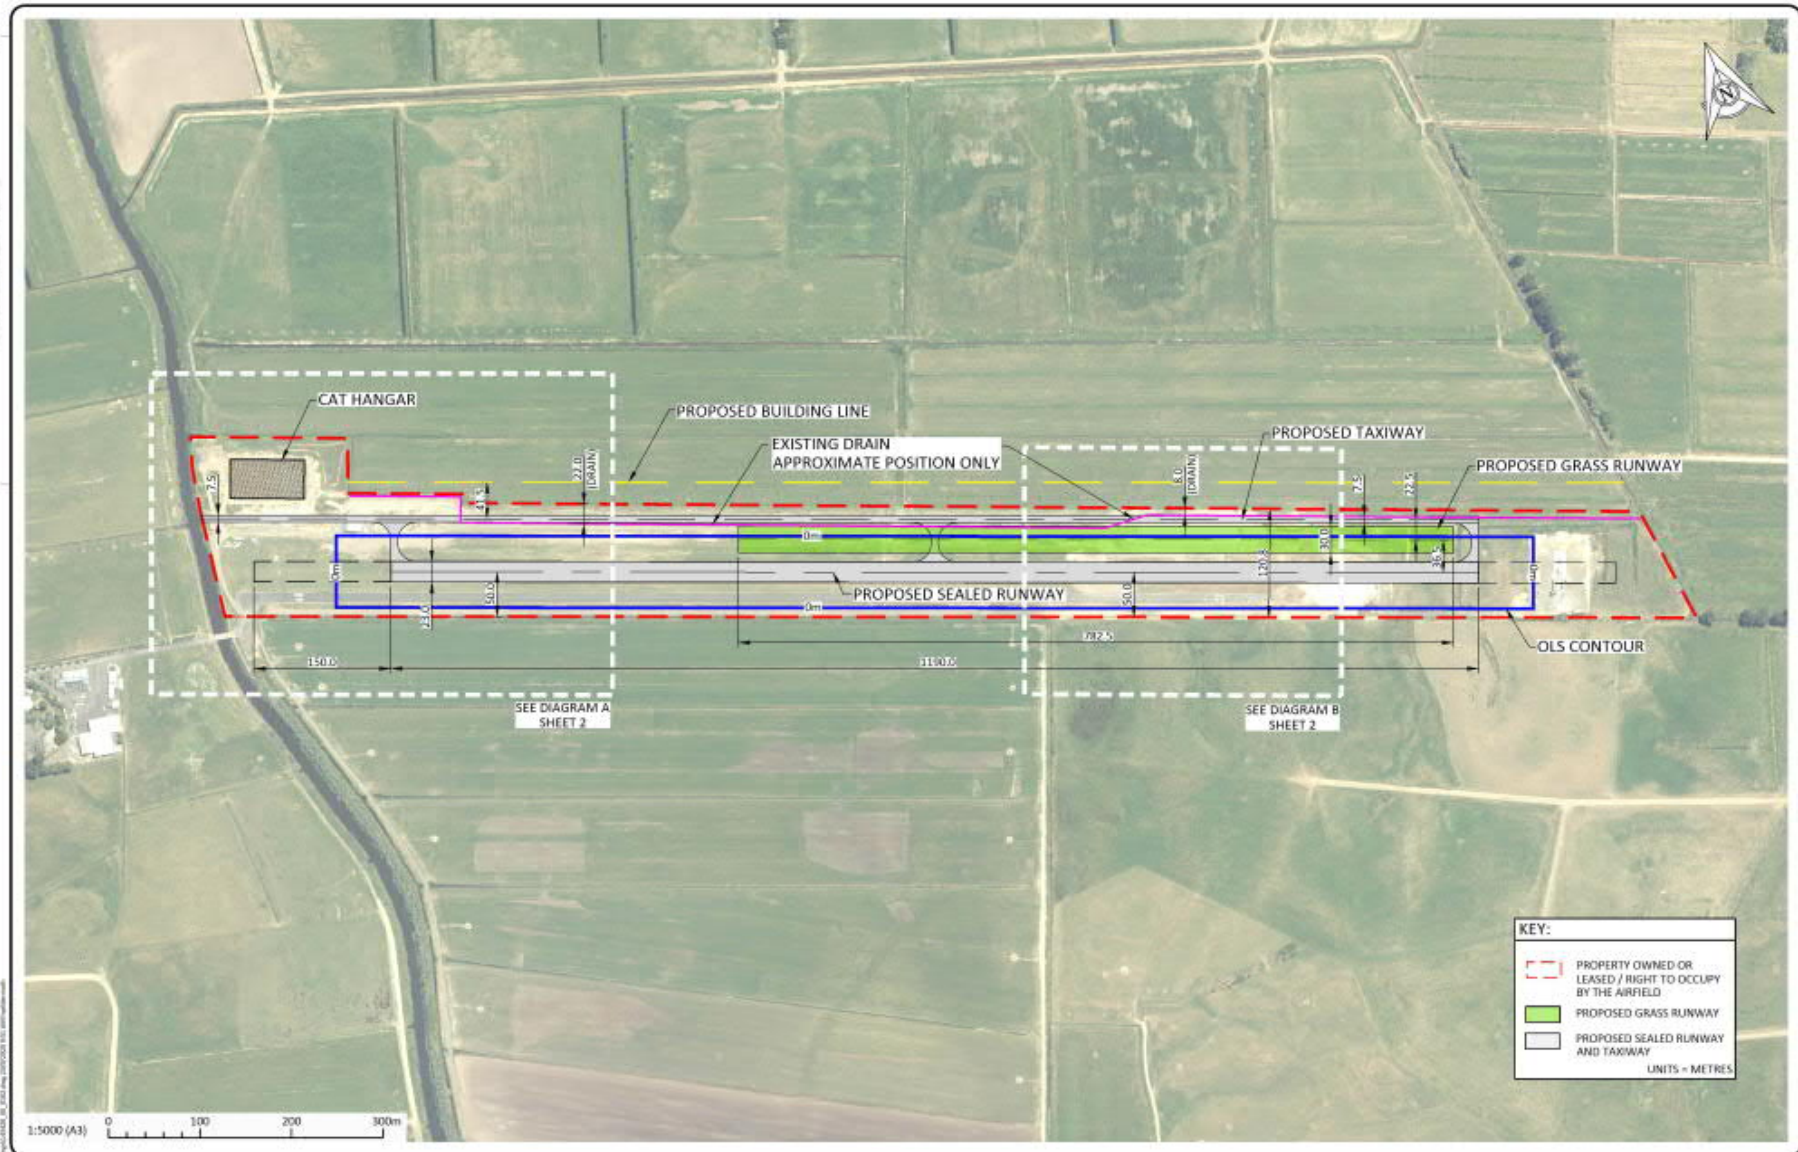 N
CAT HANGAR
PROPOSED BUILDING LINE
EXISTING DRAIN
APPROXIMATE POSITION ONLY
PROPOSED TAXIWAY
PROPOSED GRASS RUNWAY
7.5
41.5
22.0
(DRAIN)
8.0
(DRAIN)
7.5
22.5
0m
0m
0m
0m
30.0
36.5
23.0
50.0
50.0
PROPOSED SEALED RUNWAY
OLS CONTOUR
782.5
150.0
1190.0
SEE DIAGRAM A
SHEET 2
SEE DIAGRAM B
SHEET 2
KEY:
PROPERTY OWNED OR
LEASED / RIGHT TO OCCUPY
BY THE AIRFIELD
PROPOSED GRASS RUNWAY
PROPOSED SEALED RUNWAY
AND TAXIWAY
UNITS = METRES
1:5000 (A3)
0
100
200
300m